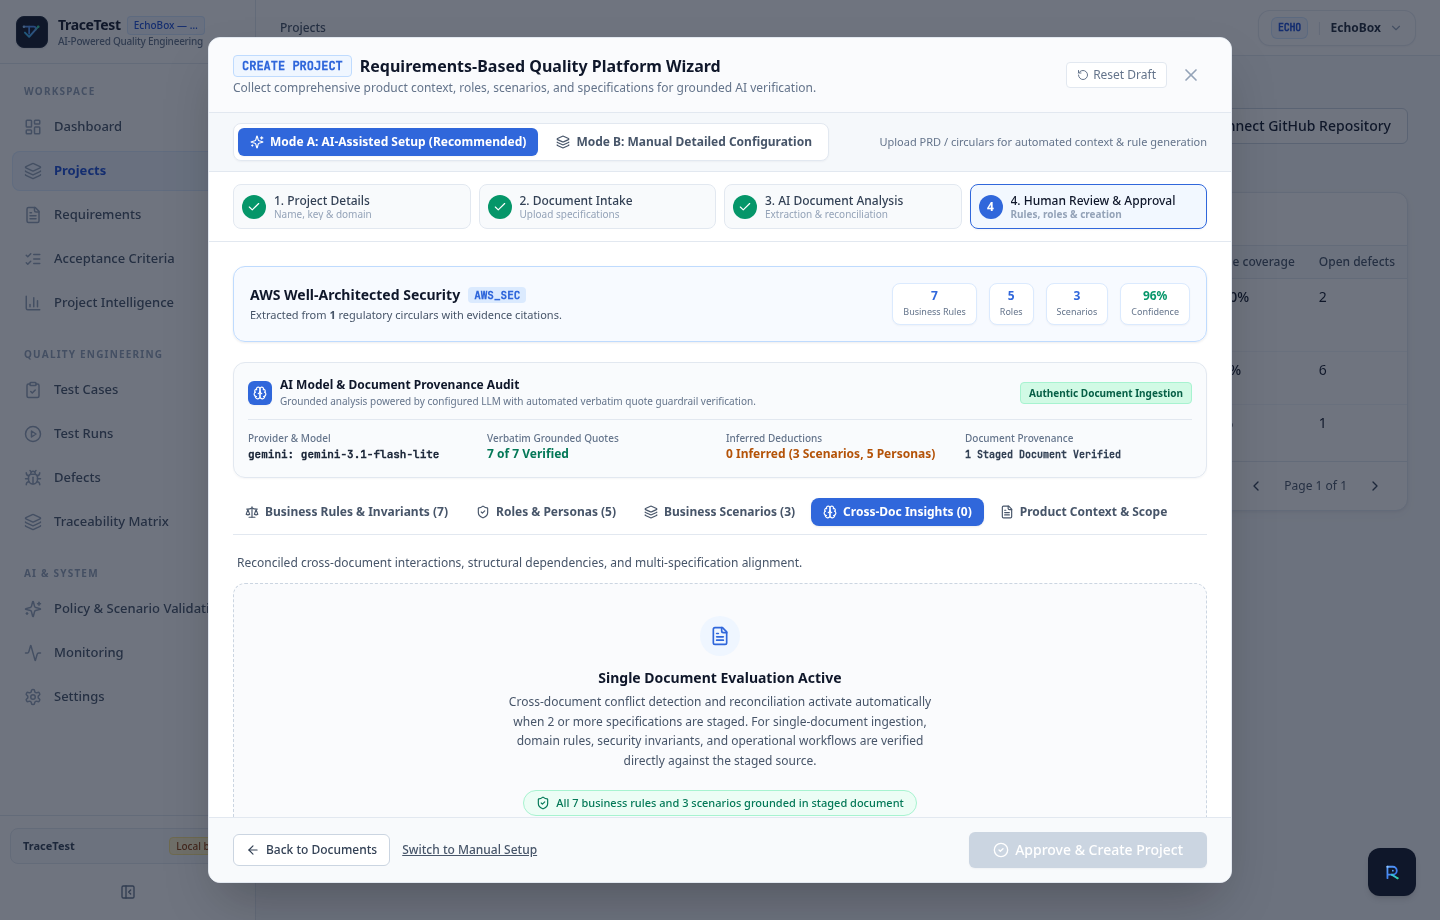 TraceTest
EchoBox — ...
AI-Powered Quality Engineering
Projects
ECHO
EchoBox
WORKSPACE
Dashboard
Projects
Requirements
Acceptance Criteria
Project Intelligence
QUALITY ENGINEERING
Test Cases
Test Runs
Defects
Traceability Matrix
AI & SYSTEM
Policy & Scenario Validati
Monitoring
Settings
TraceTest
Local b
CREATE PROJECT
Requirements-Based Quality Platform Wizard
Collect comprehensive product context, roles, scenarios, and specifications for grounded AI verification.
Reset Draft
Mode A: AI-Assisted Setup (Recommended)
Mode B: Manual Detailed Configuration
Upload PRD / circulars for automated context & rule generation
1. Project Details
Name, key & domain
2. Document Intake
Upload specifications
3. AI Document Analysis
Extraction & reconciliation
4
4. Human Review & Approval
Rules, roles & creation
AWS Well-Architected Security
AWS_SEC
Extracted from 1 regulatory circulars with evidence citations.
7
Business Rules
5
Roles
3
Scenarios
96%
Confidence
AI Model & Document Provenance Audit
Grounded analysis powered by configured LLM with automated verbatim quote guardrail verification.
Authentic Document Ingestion
Provider & Model
gemini: gemini-3.1-flash-lite
Verbatim Grounded Quotes
7 of 7 Verified
Inferred Deductions
0 Inferred (3 Scenarios, 5 Personas)
Document Provenance
1 Staged Document Verified
Business Rules & Invariants (7)
Roles & Personas (5)
Business Scenarios (3)
Cross-Doc Insights (0)
Product Context & Scope
Reconciled cross-document interactions, structural dependencies, and multi-specification alignment.
Single Document Evaluation Active
Cross-document conflict detection and reconciliation activate automatically
when 2 or more specifications are staged. For single-document ingestion,
domain rules, security invariants, and operational workflows are verified
directly against the staged source.
All 7 business rules and 3 scenarios grounded in staged document
Back to Documents
Switch to Manual Setup
Approve & Create Project
nnect GitHub Repository
e coverage
Open defects
0%
2
%
6
1
Page 1 of 1